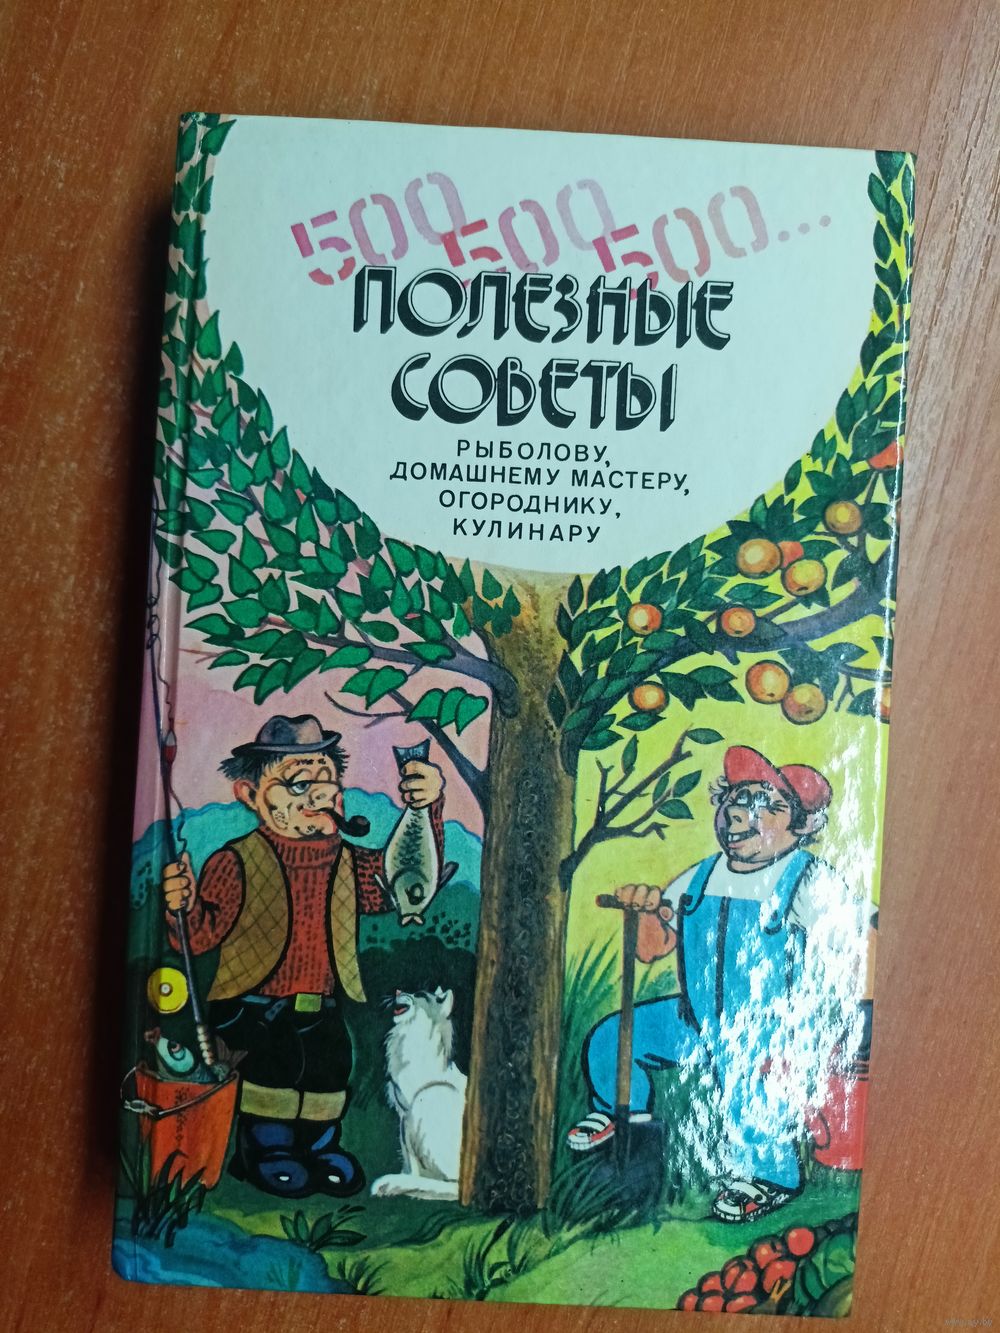 500 500 500...
ПОЛЕЗНЫЕ
СОВЕТЫ
РЫБОЛОВУ,
ДОМАШНЕМУ МАСТЕРУ,
ОГОРОДНИКУ,
КУЛИНАРУ